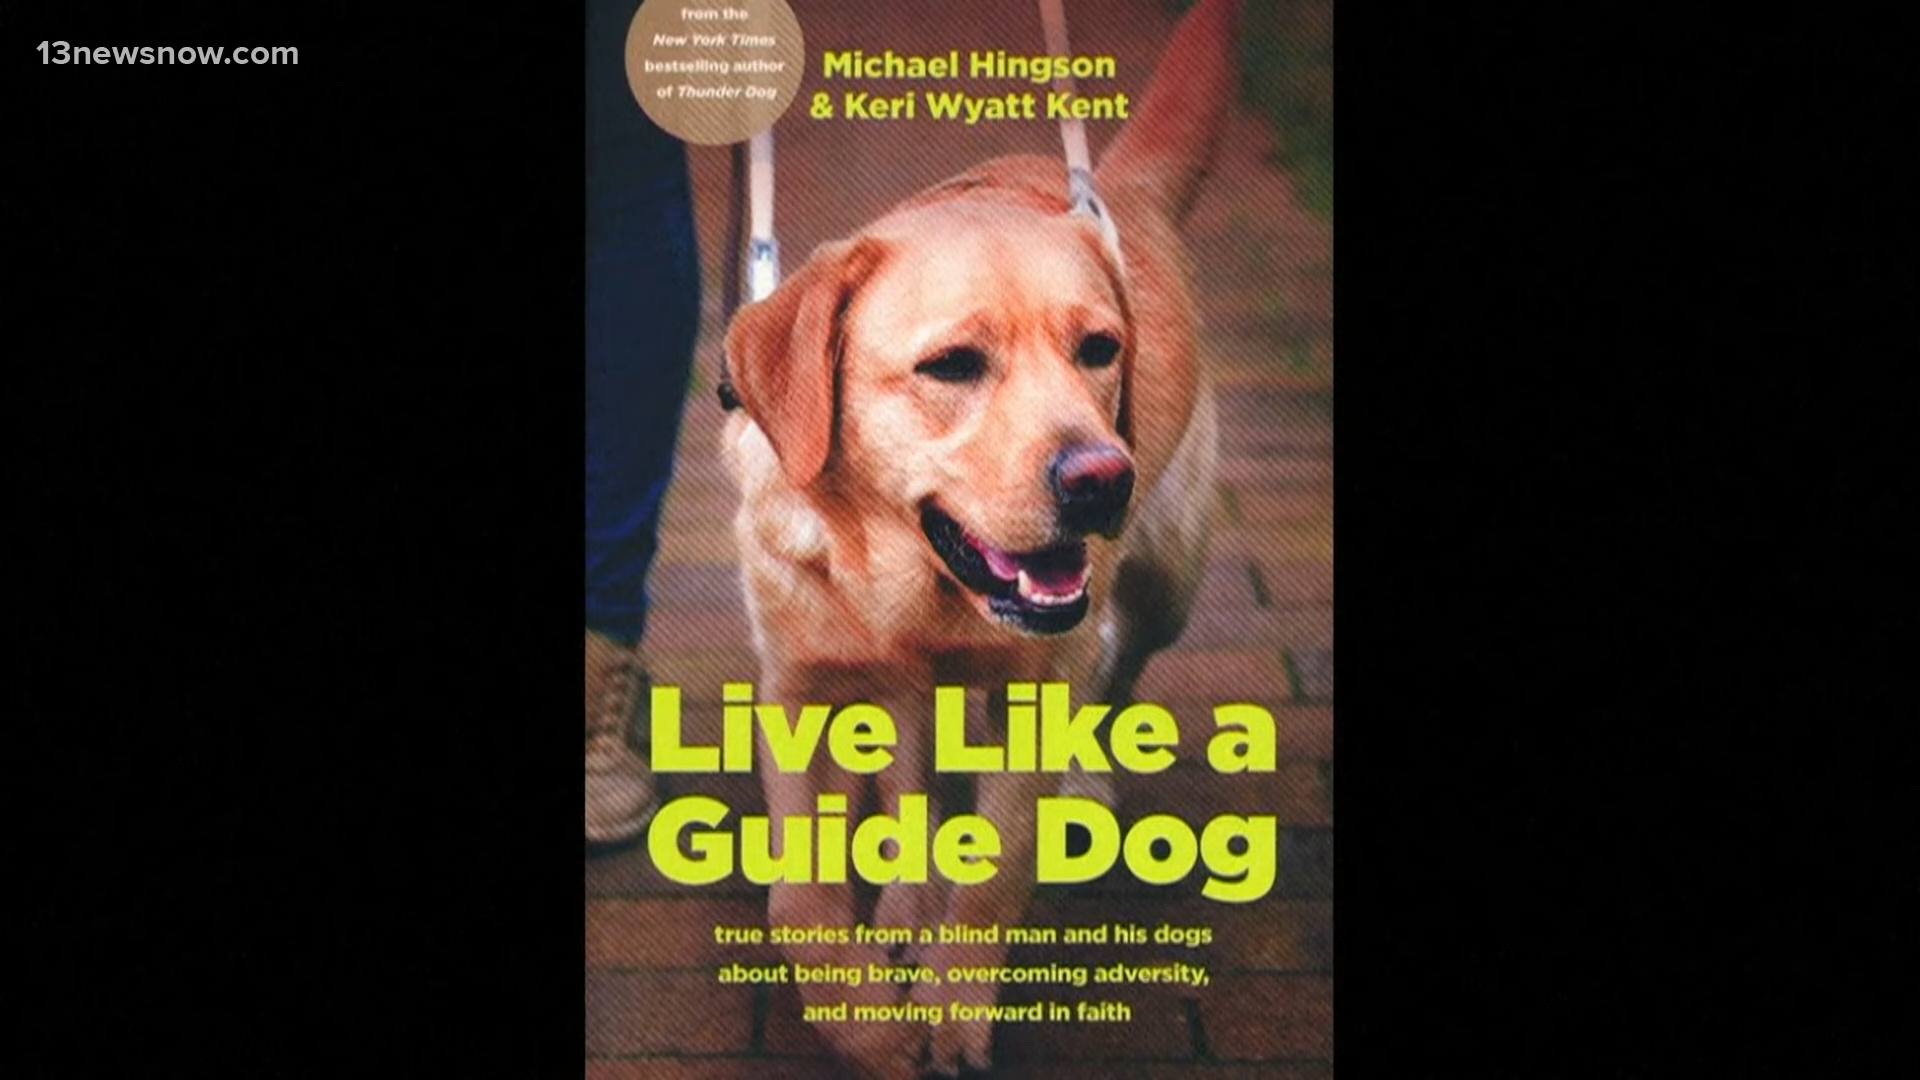 13newsnow.com
from the
New York Times
bestselling author
of Thunder Dog
Michael Hingson
& Keri Wyatt Kent
Live Like a
Guide Dog
true stories from a blind man and his dogs
about being brave, overcoming adversity,
and moving forward in faith